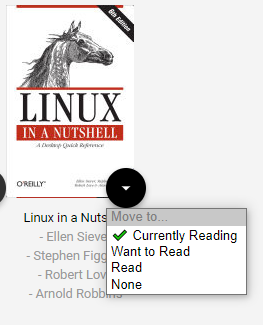 6th Edition
LINUX
IN A NUTSHELL
A Desktop Quick Reference
O'REILLY
Linux in a Nuts
- Ellen Sieve
- Stephen Figg
- Robert Lov
- Arnold Robbins
Move to...
Currently Reading
Want to Read
Read
None